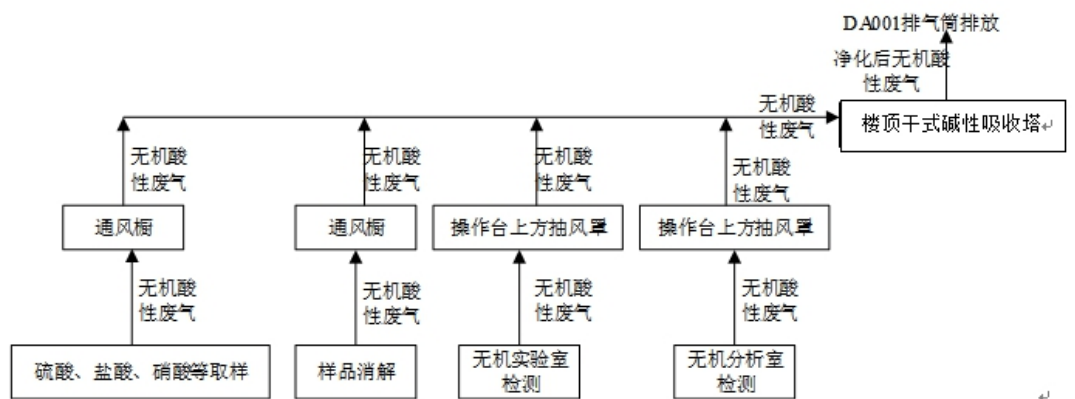 DA001排气筒排放
净化后无机酸
性废气
无机酸
性废气
楼顶干式碱性吸收塔
无机酸
性废气
无机酸
性废气
无机酸
性废气
无机酸
性废气
通风橱
通风橱
操作台上方抽风罩
操作台上方抽风罩
无机酸
性废气
无机酸
性废气
无机酸
性废气
无机酸
性废气
硫酸、盐酸、硝酸等取样
样品消解
无机实验室
检测
无机分析室
检测